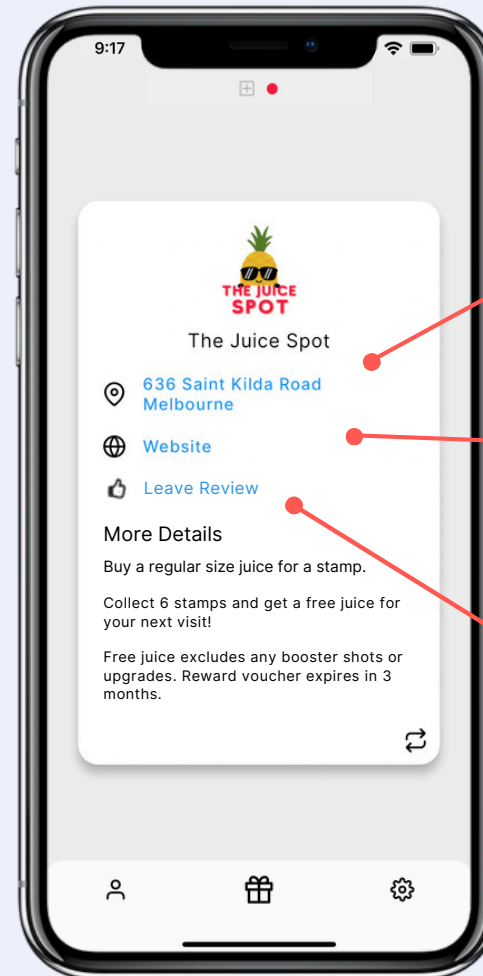 9:17
THE JUICE
SPOT
The Juice Spot
636 Saint Kilda Road
Melbourne
Website
Leave Review
More Details
Buy a regular size juice for a stamp.
Collect 6 stamps and get a free juice for
your next visit!
Free juice excludes any booster shots or
upgrades. Reward voucher expires in 3
months.